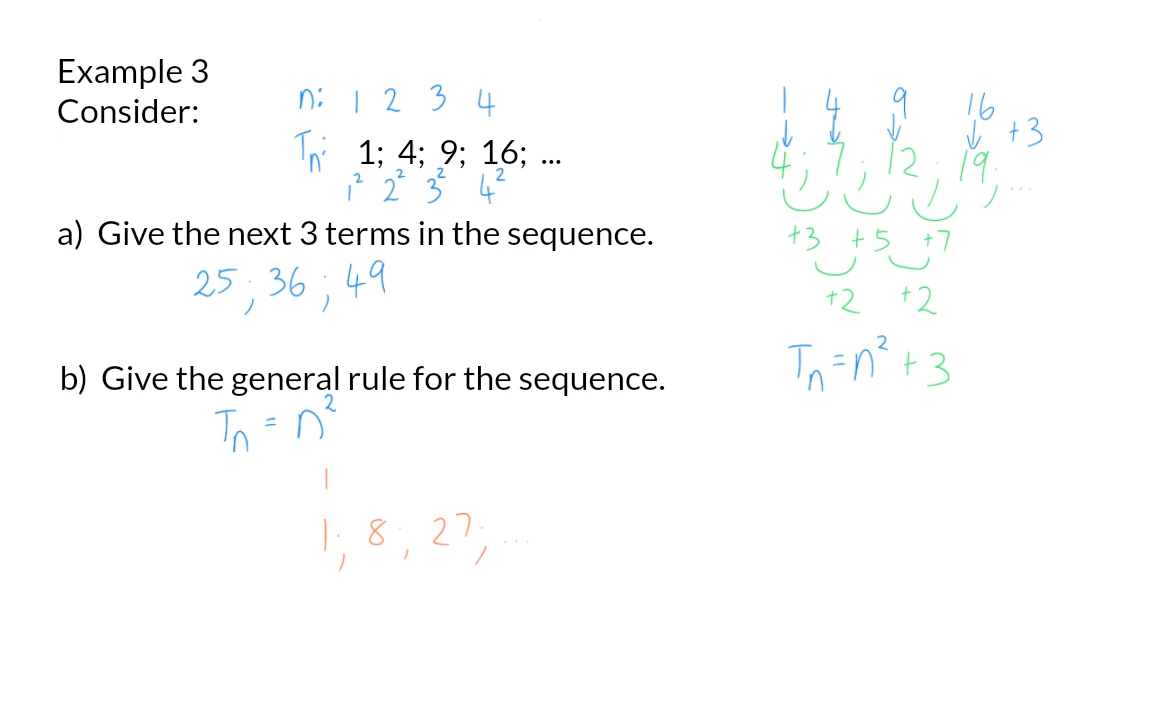 Example 3
Consider:
n: 1 2 3 4
Tn: 1; 4; 9; 16; ...
1² 2² 3² 4²
a) Give the next 3 terms in the sequence.
25; 36; 49
b) Give the general rule for the sequence.
Tn = n²
1
1; 8; 27; ...
1 4 9 16
+3
4; 7; 12; 19; ...
+3 +5 +7
+2 +2
Tn = n² + 3